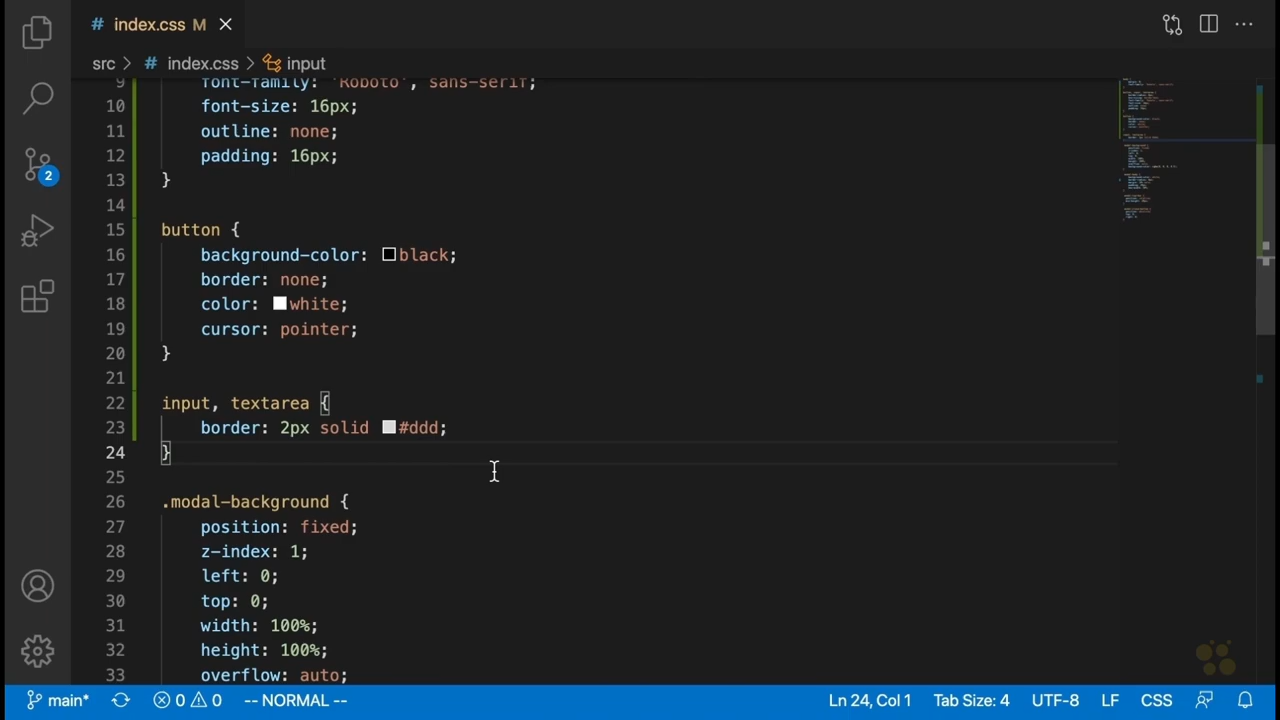 # index.css M
src > # index.css > input
9 font-family: 'Roboto', sans-serif;
10 font-size: 16px;
11 outline: none;
12 padding: 16px;
13 }
14
15 button {
16 background-color: black;
17 border: none;
18 color: white;
19 cursor: pointer;
20 }
21
22 input, textarea {
23 border: 2px solid #ddd;
24 }
25
26 .modal-background {
27 position: fixed;
28 z-index: 1;
29 left: 0;
30 top: 0;
31 width: 100%;
32 height: 100%;
33 overflow: auto;
2
main* 0 0 -- NORMAL -- Ln 24, Col 1 Tab Size: 4 UTF-8 LF CSS